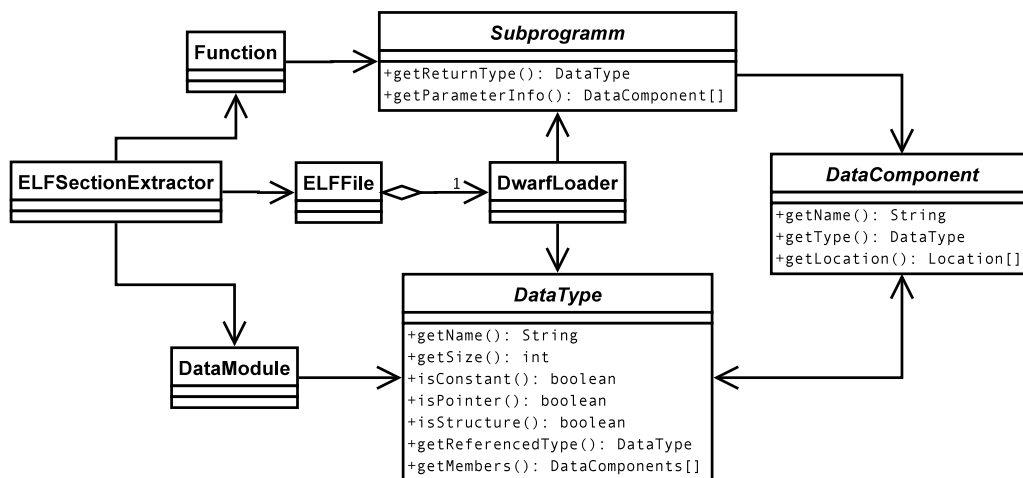 Function
Subprogramm
+getReturnType(): DataType
+getParameterInfo(): DataComponent[]
ELFSectionExtractor
ELFFile
1
DwarfLoader
DataComponent
+getName(): String
+getType(): DataType
+getLocation(): Location[]
DataModule
DataType
+getName(): String
+getSize(): int
+isConstant(): boolean
+isPointer(): boolean
+isStructure(): boolean
+getReferencedType(): DataType
+getMembers(): DataComponents[]